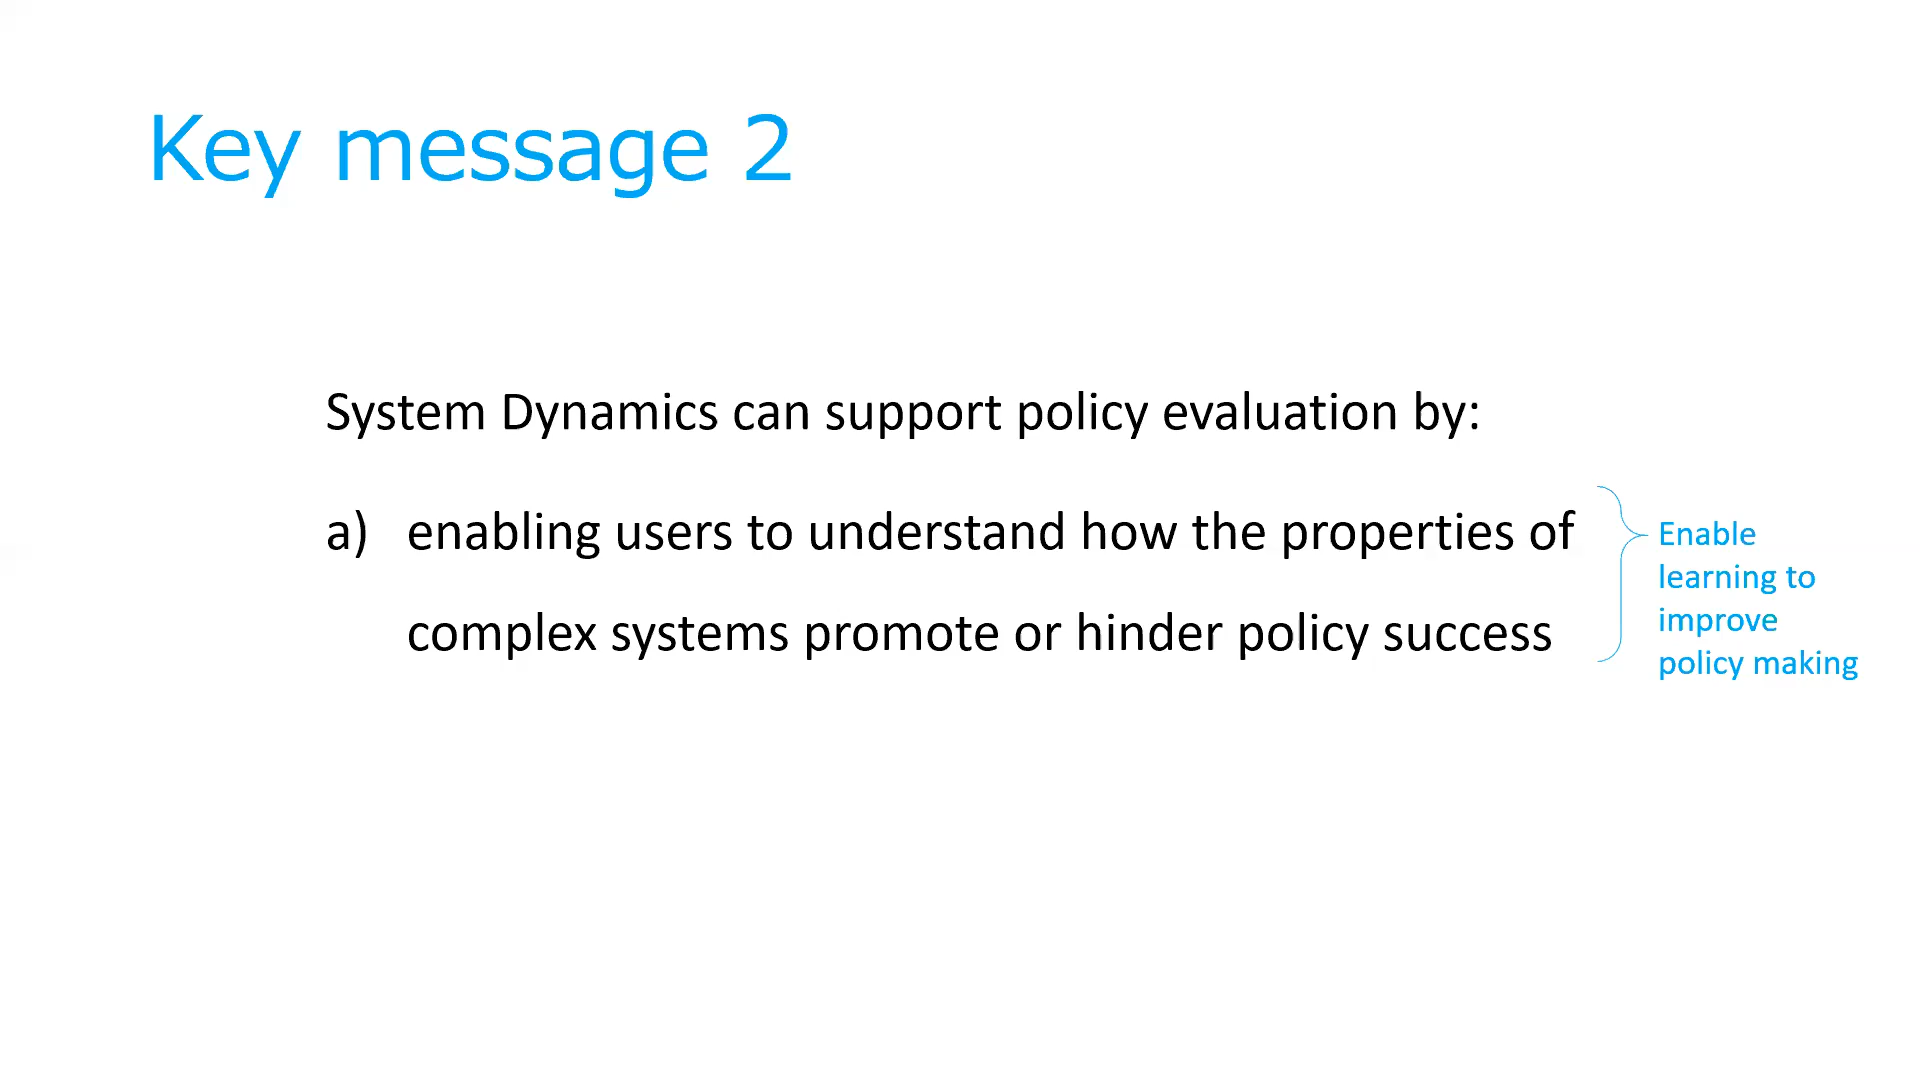 Key message 2
System Dynamics can support policy evaluation by:
a) enabling users to understand how the properties of
complex systems promote or hinder policy success
Enable
learning to
improve
policy making